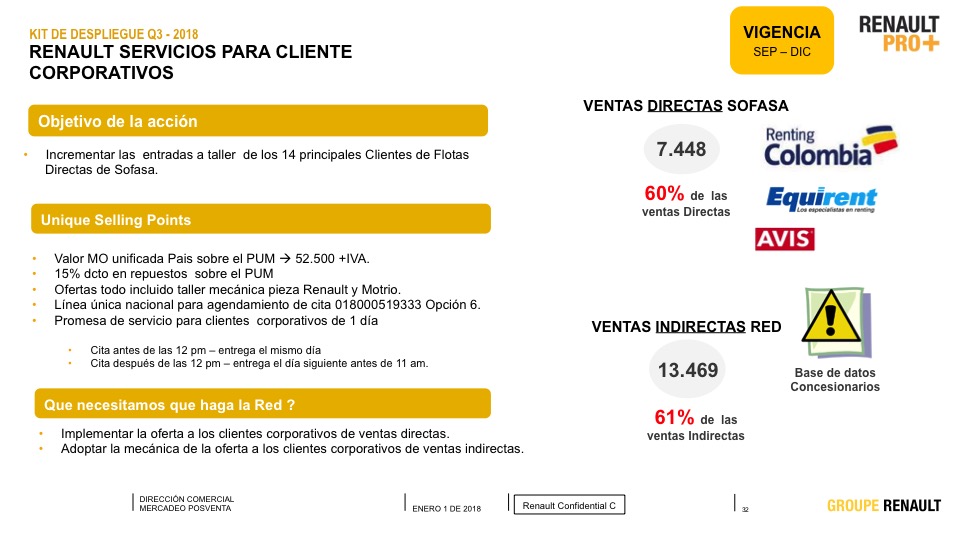 KIT DE DESPLIEGUE Q3 - 2018
RENAULT SERVICIOS PARA CLIENTE
CORPORATIVOS
VIGENCIA
SEP – DIC
RENAULT
PRO+
Objetivo de la acción
• Incrementar las entradas a taller de los 14 principales Clientes de Flotas
Directas de Sofasa.
Unique Selling Points
• Valor MO unificada Pais sobre el PUM → 52.500 +IVA.
• 15% dcto en repuestos sobre el PUM
• Ofertas todo incluido taller mecánica pieza Renault y Motrio.
• Línea única nacional para agendamiento de cita 018000519333 Opción 6.
• Promesa de servicio para clientes corporativos de 1 día
• Cita antes de las 12 pm – entrega el mismo día
• Cita después de las 12 pm – entrega el día siguiente antes de 11 am.
Que necesitamos que haga la Red ?
• Implementar la oferta a los clientes corporativos de ventas directas.
• Adoptar la mecánica de la oferta a los clientes corporativos de ventas indirectas.
VENTAS DIRECTAS SOFASA
7.448
60% de las
ventas Directas
Renting
Colombia
Equirent
Los especialistas en renting
AVIS
VENTAS INDIRECTAS RED
13.469
61% de las
ventas Indirectas
Base de datos
Concesionarios
DIRECCIÓN COMERCIAL
MERCADEO POSVENTA
ENERO 1 DE 2018
Renault Confidential C
32
GROUPE RENAULT